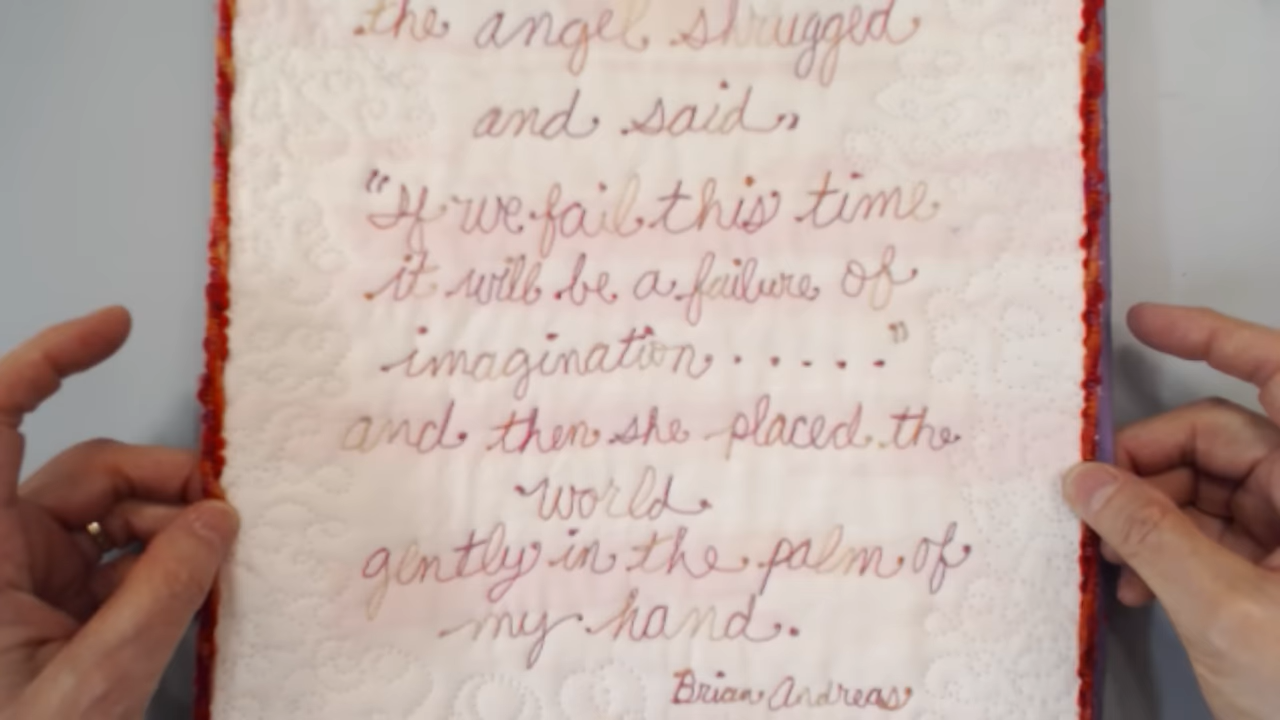 the angel shrugged
and said,
"If we fail this time
it will be a failure of
imagination....."
and then she placed the
world
gently in the palm of
my hand.
Brian Andreas